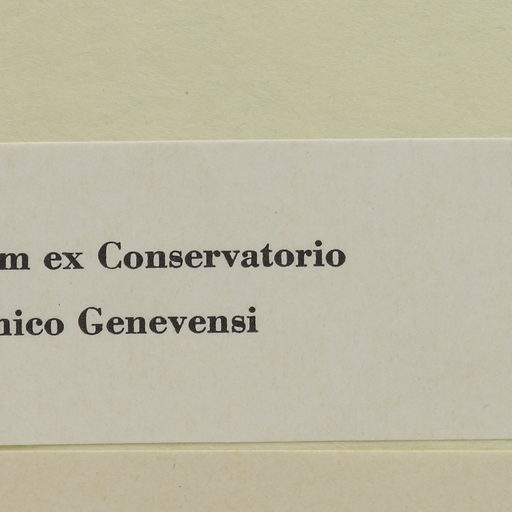 m ex Conservatorio
nico Genevensi